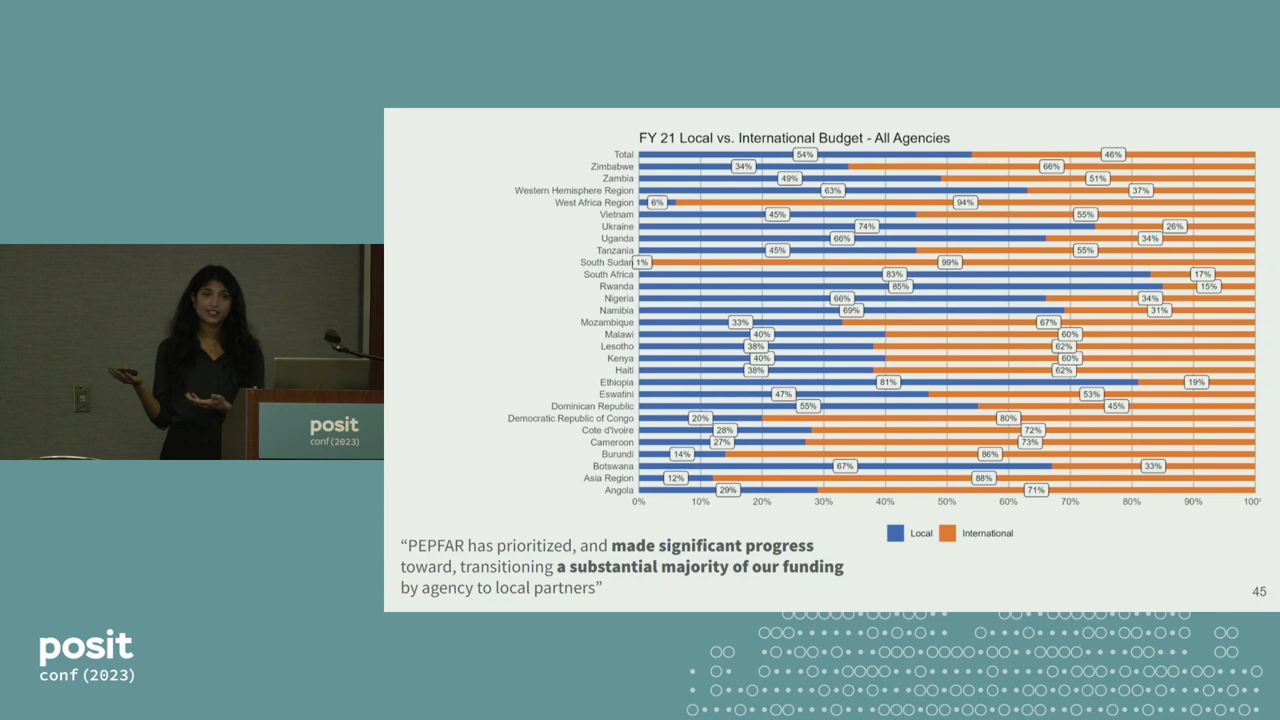 FY 21 Local vs. International Budget - All Agencies
Total 54% 46%
Zimbabwe 34% 66%
Zambia 49% 51%
Western Hemisphere Region 63% 37%
West Africa Region 6% 94%
Vietnam 45% 55%
Ukraine 74% 26%
Uganda 66% 34%
Tanzania 45% 55%
South Sudan 1% 99%
South Africa 83% 17%
Rwanda 85% 15%
Nigeria 66% 34%
Namibia 69% 31%
Mozambique 33% 67%
Malawi 40% 60%
Lesotho 38% 62%
Kenya 40% 60%
Haiti 38% 62%
Ethiopia 81% 19%
Eswatini 47% 53%
Dominican Republic 55% 45%
Democratic Republic of Congo 20% 80%
Cote d'Ivoire 28% 72%
Cameroon 27% 73%
Burundi 14% 86%
Botswana 67% 33%
Asia Region 12% 88%
Angola 29% 71%
0% 10% 20% 30% 40% 50% 60% 70% 80% 90% 100
Local International
“PEPFAR has prioritized, and made significant progress
toward, transitioning a substantial majority of our funding
by agency to local partners”
45
posit
conf(2023)
posit
conf(2023)